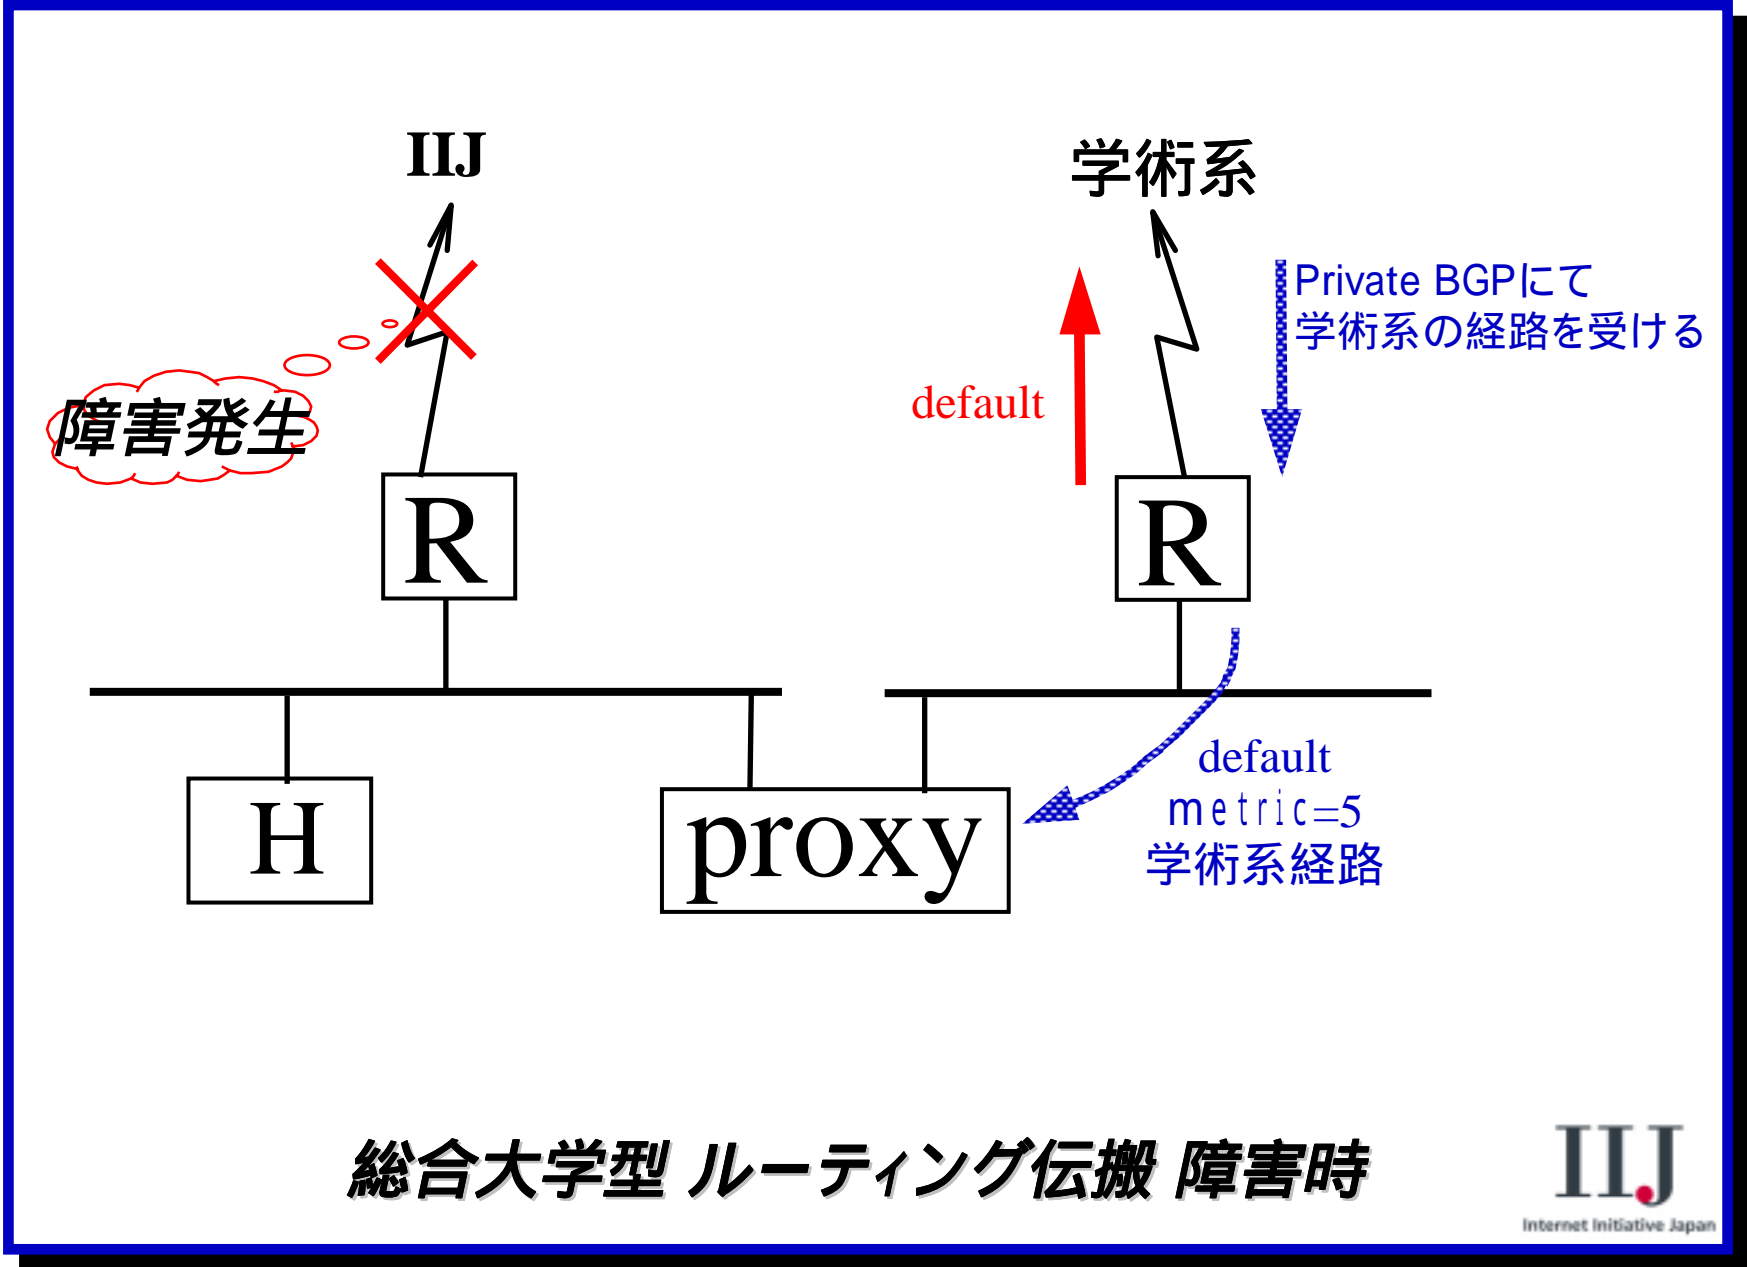 IIJ
学術系
Private BGPにて
学術系の経路を受ける
default
障害発生
R
R
default
metric=5
学術系経路
H
proxy
総合大学型 ルーティング伝搬 障害時
IIJ
Internet Initiative Japan